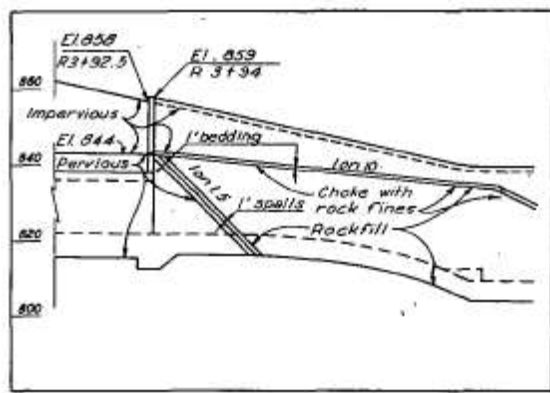 El.858
R3+92.5
El. 859
R 3+94
860
Impervious
El. 844
1' bedding
840
Pervious
1 on 10
1 on 1.5
Choke with
rock fines
1' spalls
Rockfill
820
800